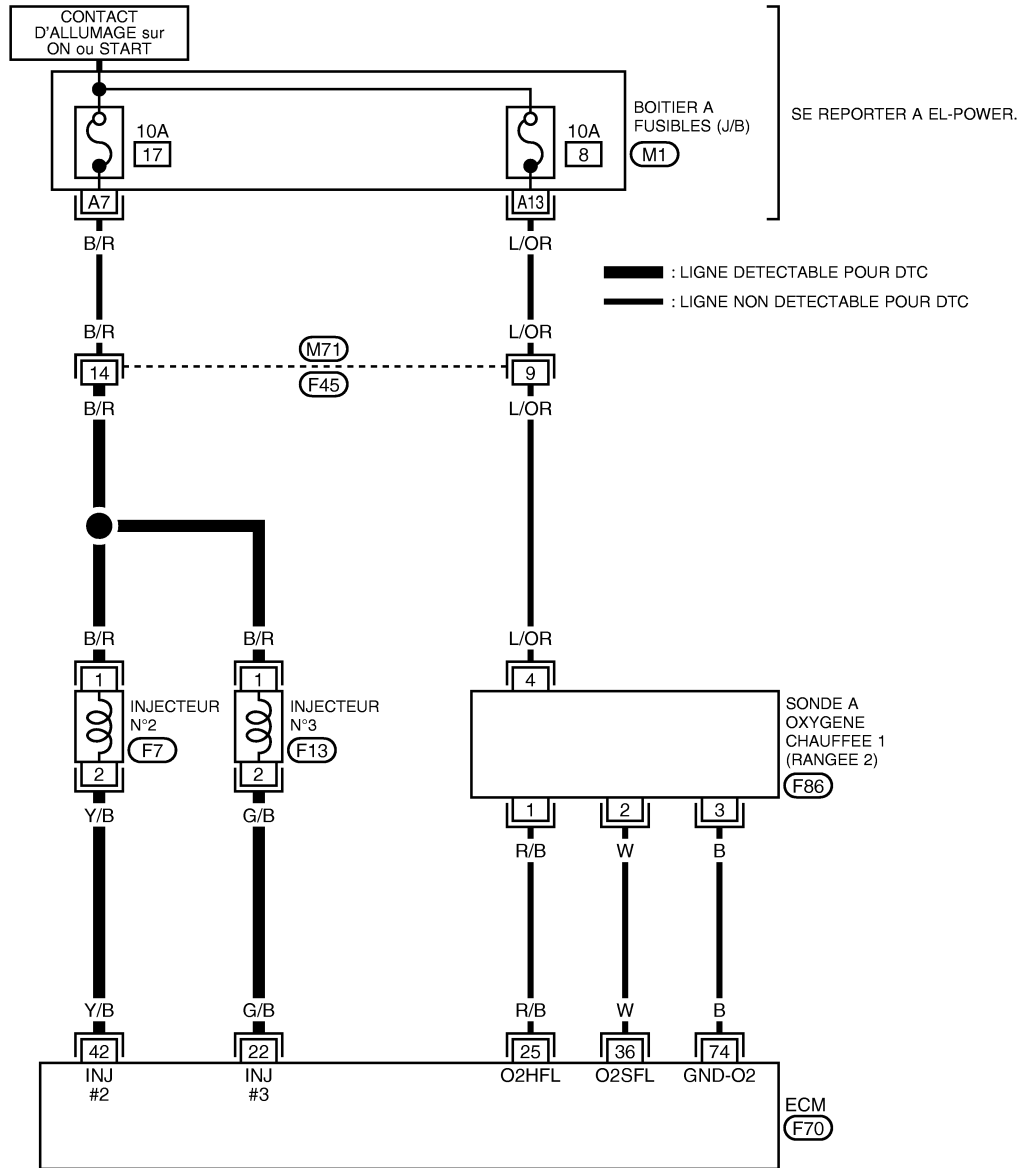 CONTACT
D'ALLUMAGE sur
ON ou START
10A
17
10A
8
BOITIER A
FUSIBLES (J/B)
M1
SE REPORTER A EL-POWER.
A7
A13
B/R
L/OR
: LIGNE DETECTABLE POUR DTC
: LIGNE NON DETECTABLE POUR DTC
B/R
L/OR
M71
14
9
F45
B/R
L/OR
B/R
B/R
L/OR
1
1
4
INJECTEUR
N°2
F7
INJECTEUR
N°3
F13
SONDE A
OXYGENE
CHAUFFEE 1
(RANGEE 2)
F86
2
2
1
2
3
Y/B
G/B
R/B
W
B
Y/B
G/B
R/B
W
B
42
22
25
36
74
INJ
#2
INJ
#3
O2HFL
O2SFL
GND-O2
ECM
F70